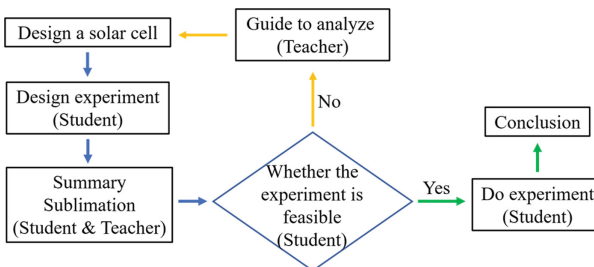 Design a solar cell
Guide to analyze
(Teacher)
Design experiment
(Student)
No
Conclusion
Summary
Sublimation
(Student & Teacher)
Whether the
experiment is
feasible
(Student)
Yes
Do experiment
(Student)